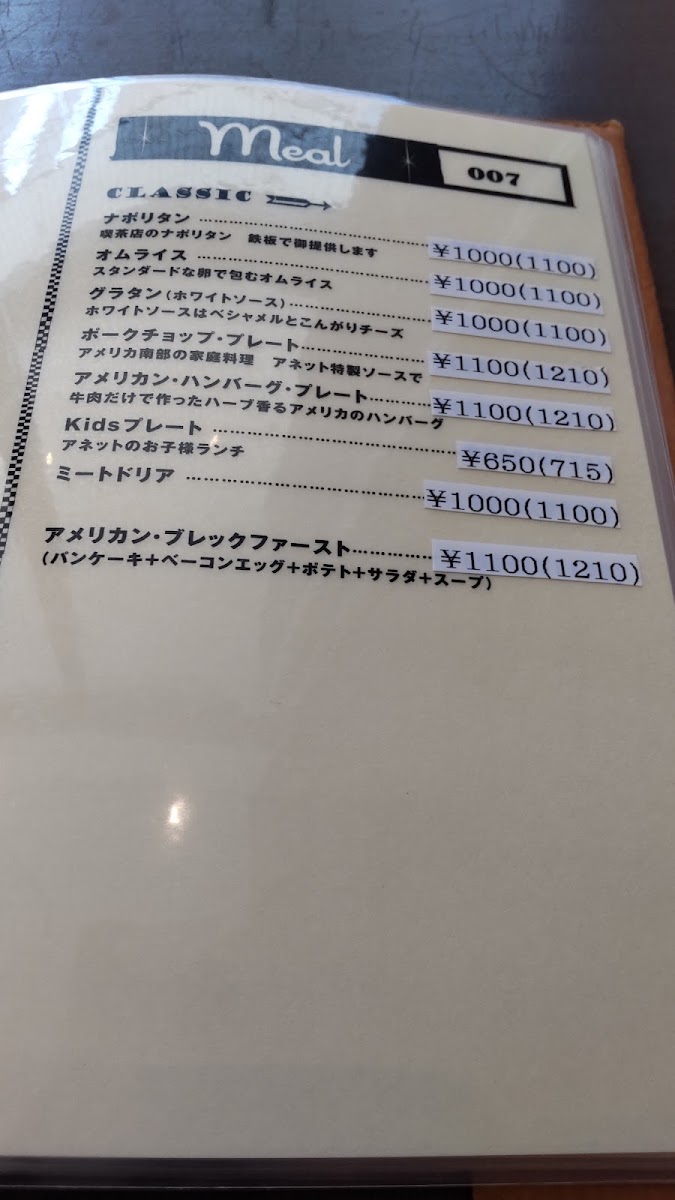 Meal
007
CLASSIC
ナポリタン ……………………… ¥1000(1100)
喫茶店のナポリタン 鉄板で御提供します
オムライス ……………………… ¥1000(1100)
スタンダードな卵で包むオムライス
グラタン(ホワイトソース)……………… ¥1000(1100)
ホワイトソースはベシャメルとこんがりチーズ
ポークチョップ・プレート……………… ¥1100(1210)
アメリカ南部の家庭料理 アネット特製ソースで
アメリカン・ハンバーグ・プレート………… ¥1100(1210)
牛肉だけで作ったハーブ香るアメリカのハンバーグ
Kidsプレート ……………………… ¥650(715)
アネットのお子様ランチ
ミートドリア ……………………… ¥1000(1100)
アメリカン・ブレックファースト………… ¥1100(1210)
(パンケーキ+ベーコンエッグ+ポテト+サラダ+スープ)